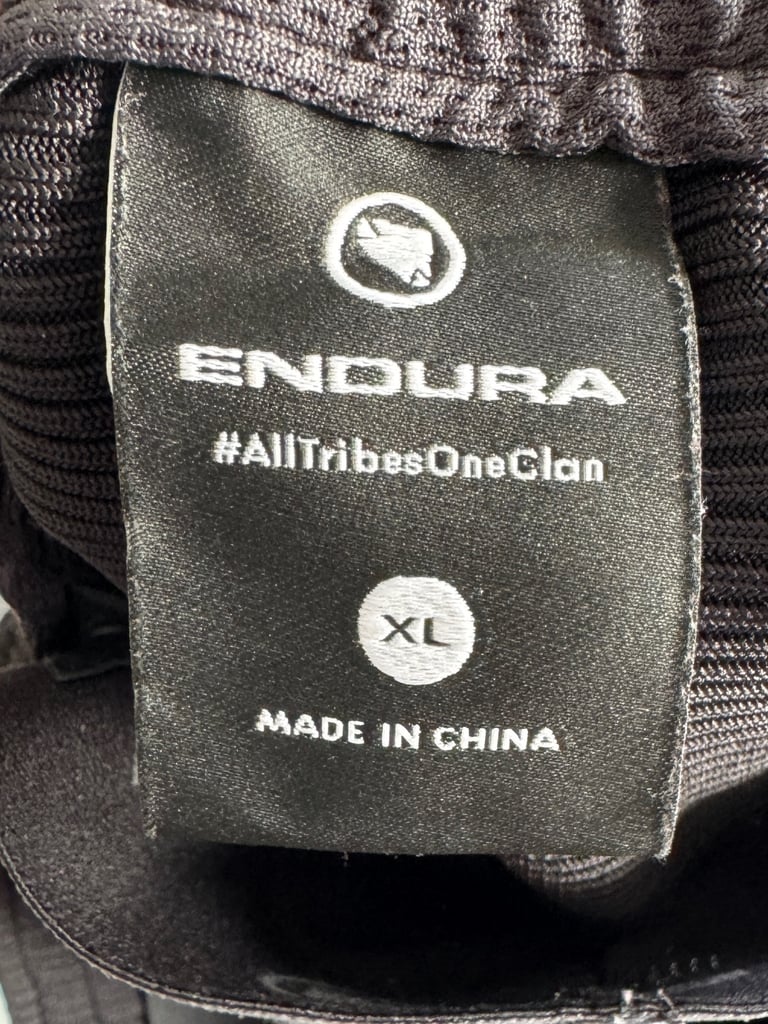 ENDURA
#AllTribesOneClan
XL
MADE IN CHINA